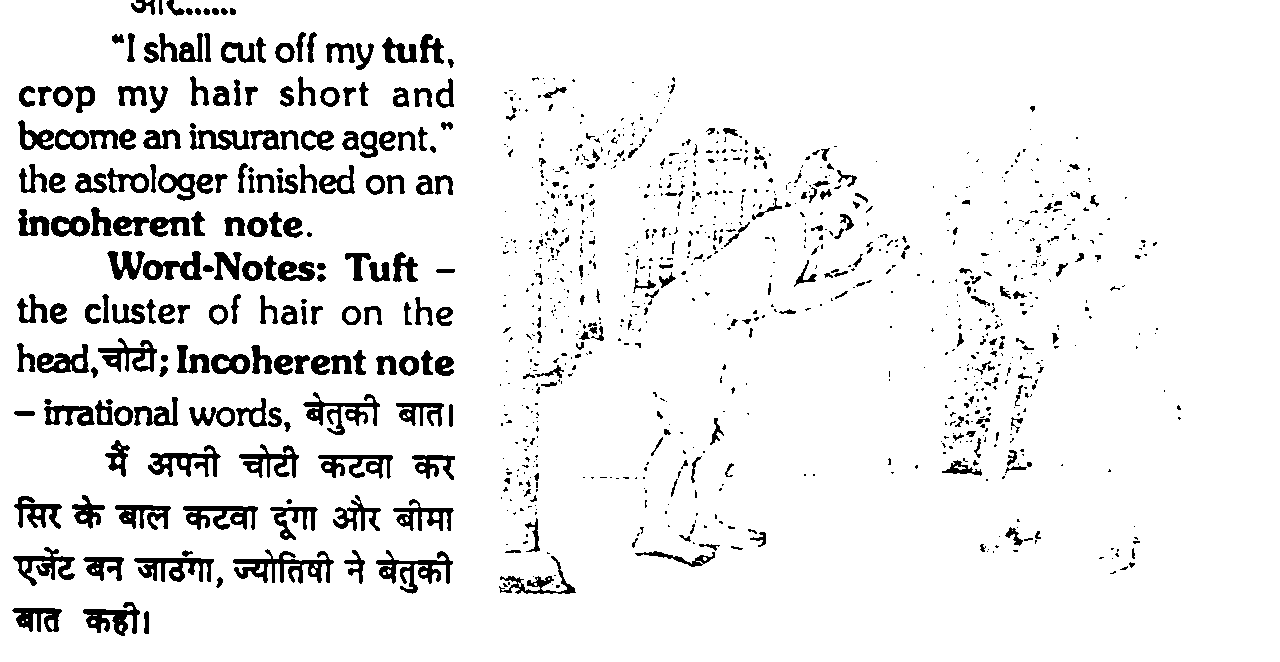 और.......
"I shall cut off my tuft,
crop my hair short and
become an insurance agent."
the astrologer finished on an
incoherent note.
Word-Notes: Tuft –
the cluster of hair on the
head,चोटी; Incoherent note
– irrational words, बेतुकी बात।
मैं अपनी चोटी कटवा कर
सिर के बाल कटवा दूंगा और बीमा
एजेंट बन जाउंगा, ज्योतिषी ने बेतुकी
बात कही।